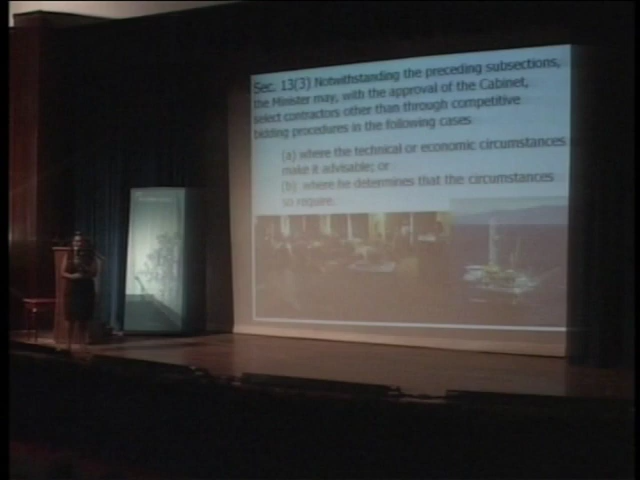 Sec. 13(3) Notwithstanding the preceding subsections,
the Minister may, with the approval of the Cabinet,
select contractors other than through competitive
bidding procedures in the following cases
(a) where the technical or economic circumstances
make it advisable; or
(b) where he determines that the circumstances
so require.